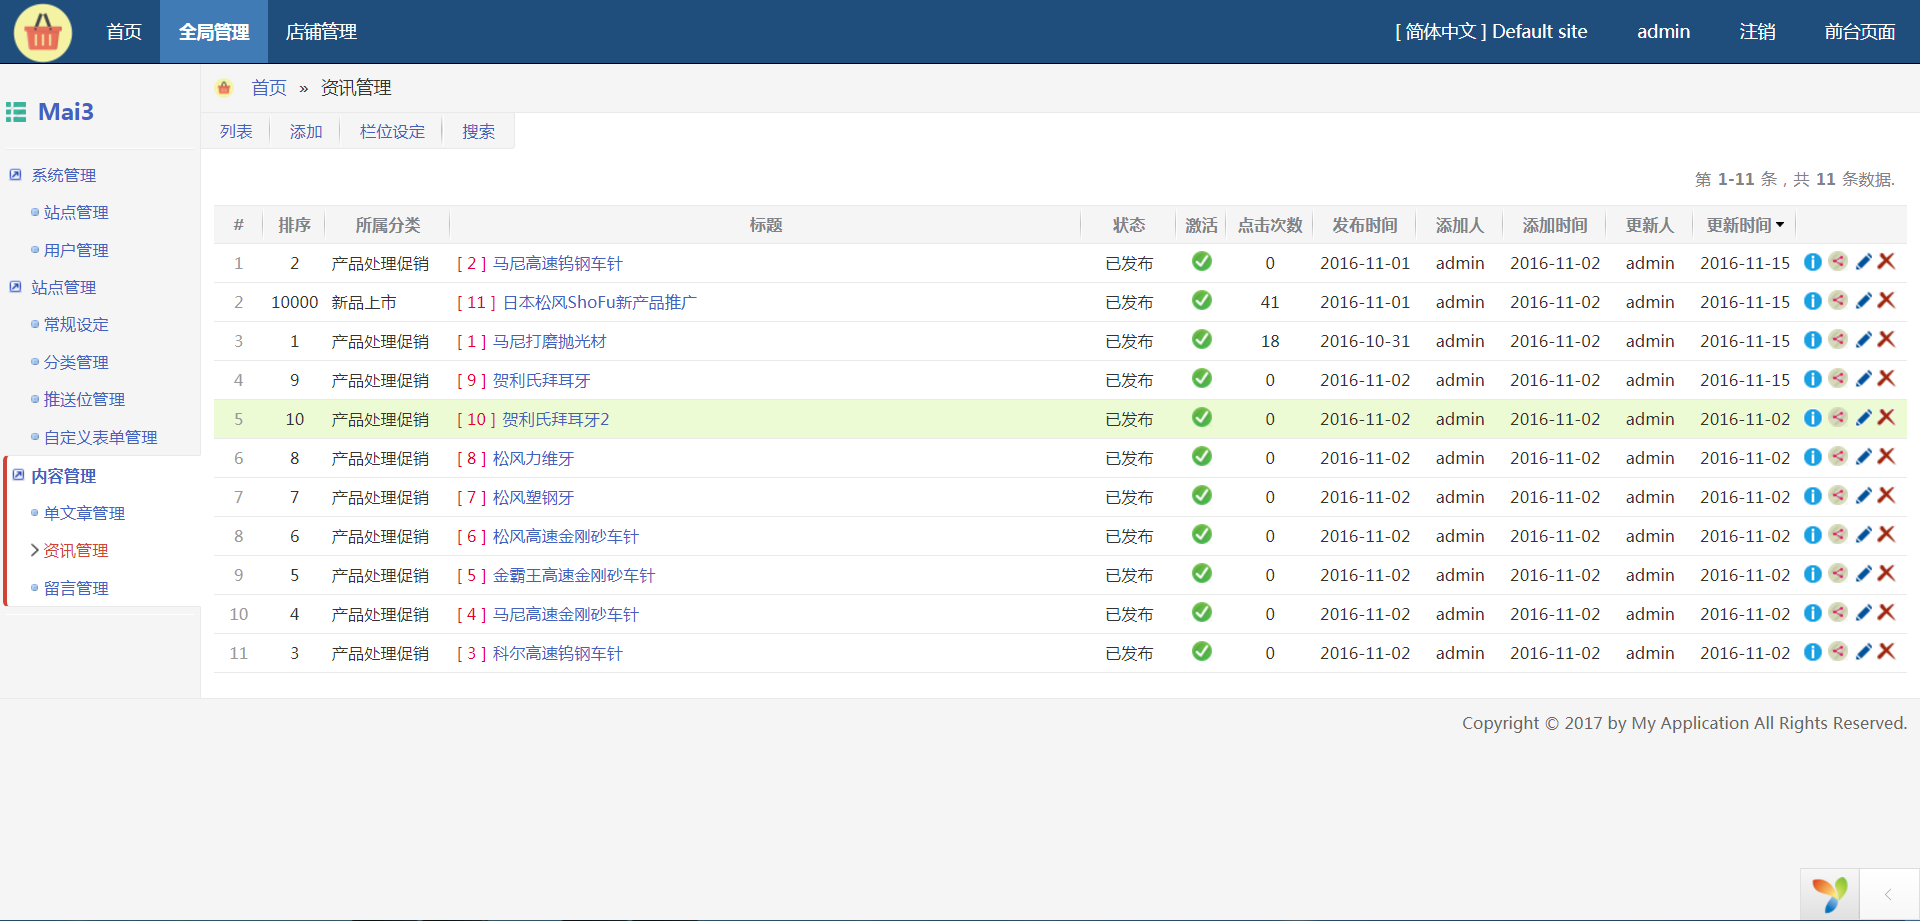 首页 全局管理 店铺管理 [ 简体中文 ] Default site admin 注销 前台页面
Mai3
系统管理
站点管理
用户管理
站点管理
常规设定
分类管理
推送位管理
自定义表单管理
内容管理
单文章管理
资讯管理
留言管理
首页 » 资讯管理
列表 添加 栏位设定 搜索
第 1-11 条，共 11 条数据.
# 排序 所属分类 标题 状态 激活 点击次数 发布时间 添加人 添加时间 更新人 更新时间
1 2 产品处理促销 [ 2 ] 马尼高速钨钢车针 已发布 0 2016-11-01 admin 2016-11-02 admin 2016-11-15
2 10000 新品上市 [ 11 ] 日本松风ShoFu新产品推广 已发布 41 2016-11-01 admin 2016-11-02 admin 2016-11-15
3 1 产品处理促销 [ 1 ] 马尼打磨抛光材 已发布 18 2016-10-31 admin 2016-11-02 admin 2016-11-15
4 9 产品处理促销 [ 9 ] 贺利氏拜耳牙 已发布 0 2016-11-02 admin 2016-11-02 admin 2016-11-15
5 10 产品处理促销 [ 10 ] 贺利氏拜耳牙2 已发布 0 2016-11-02 admin 2016-11-02 admin 2016-11-02
6 8 产品处理促销 [ 8 ] 松风力维牙 已发布 0 2016-11-02 admin 2016-11-02 admin 2016-11-02
7 7 产品处理促销 [ 7 ] 松风塑钢牙 已发布 0 2016-11-02 admin 2016-11-02 admin 2016-11-02
8 6 产品处理促销 [ 6 ] 松风高速金刚砂车针 已发布 0 2016-11-02 admin 2016-11-02 admin 2016-11-02
9 5 产品处理促销 [ 5 ] 金霸王高速金刚砂车针 已发布 0 2016-11-02 admin 2016-11-02 admin 2016-11-02
10 4 产品处理促销 [ 4 ] 马尼高速金刚砂车针 已发布 0 2016-11-02 admin 2016-11-02 admin 2016-11-02
11 3 产品处理促销 [ 3 ] 科尔高速钨钢车针 已发布 0 2016-11-02 admin 2016-11-02 admin 2016-11-02
Copyright © 2017 by My Application All Rights Reserved.